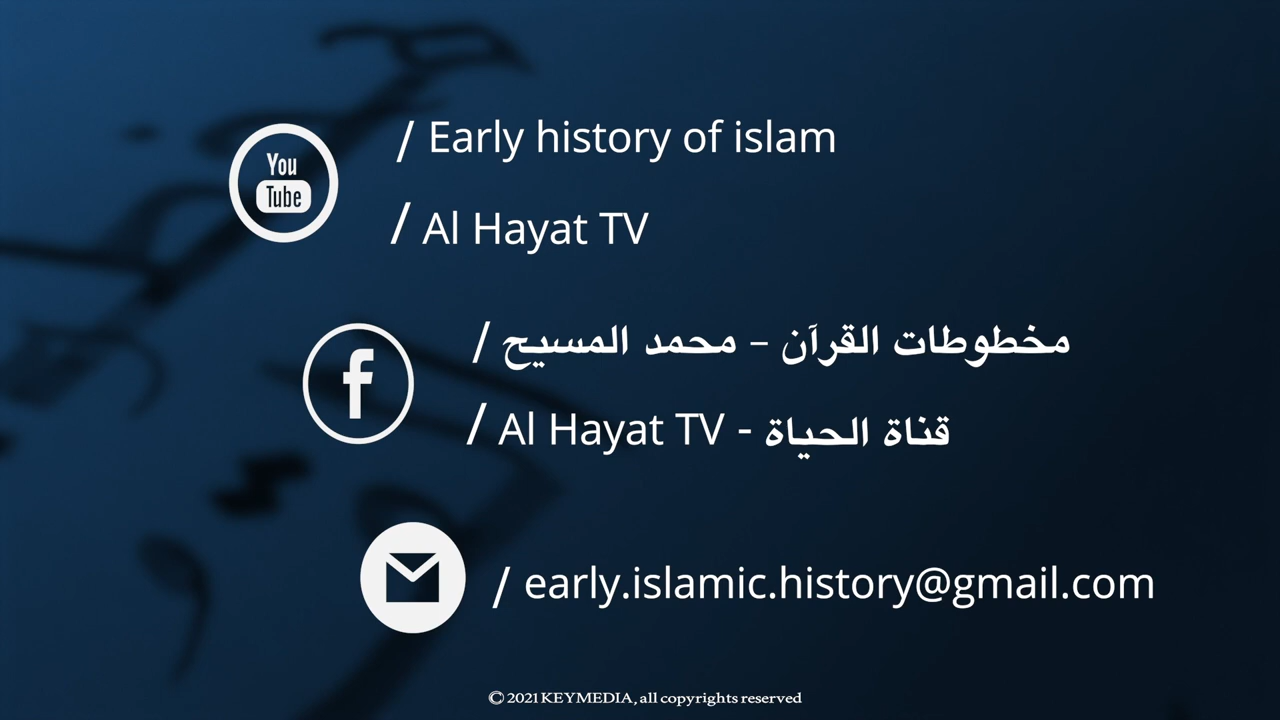 You
Tube
/ Early history of islam
/ Al Hayat TV
/ مخطوطات القرآن – محمد المسيح
/ Al Hayat TV - قناة الحياة
/ early.islamic.history@gmail.com
© 2021 KEYMEDIA, all copyrights reserved